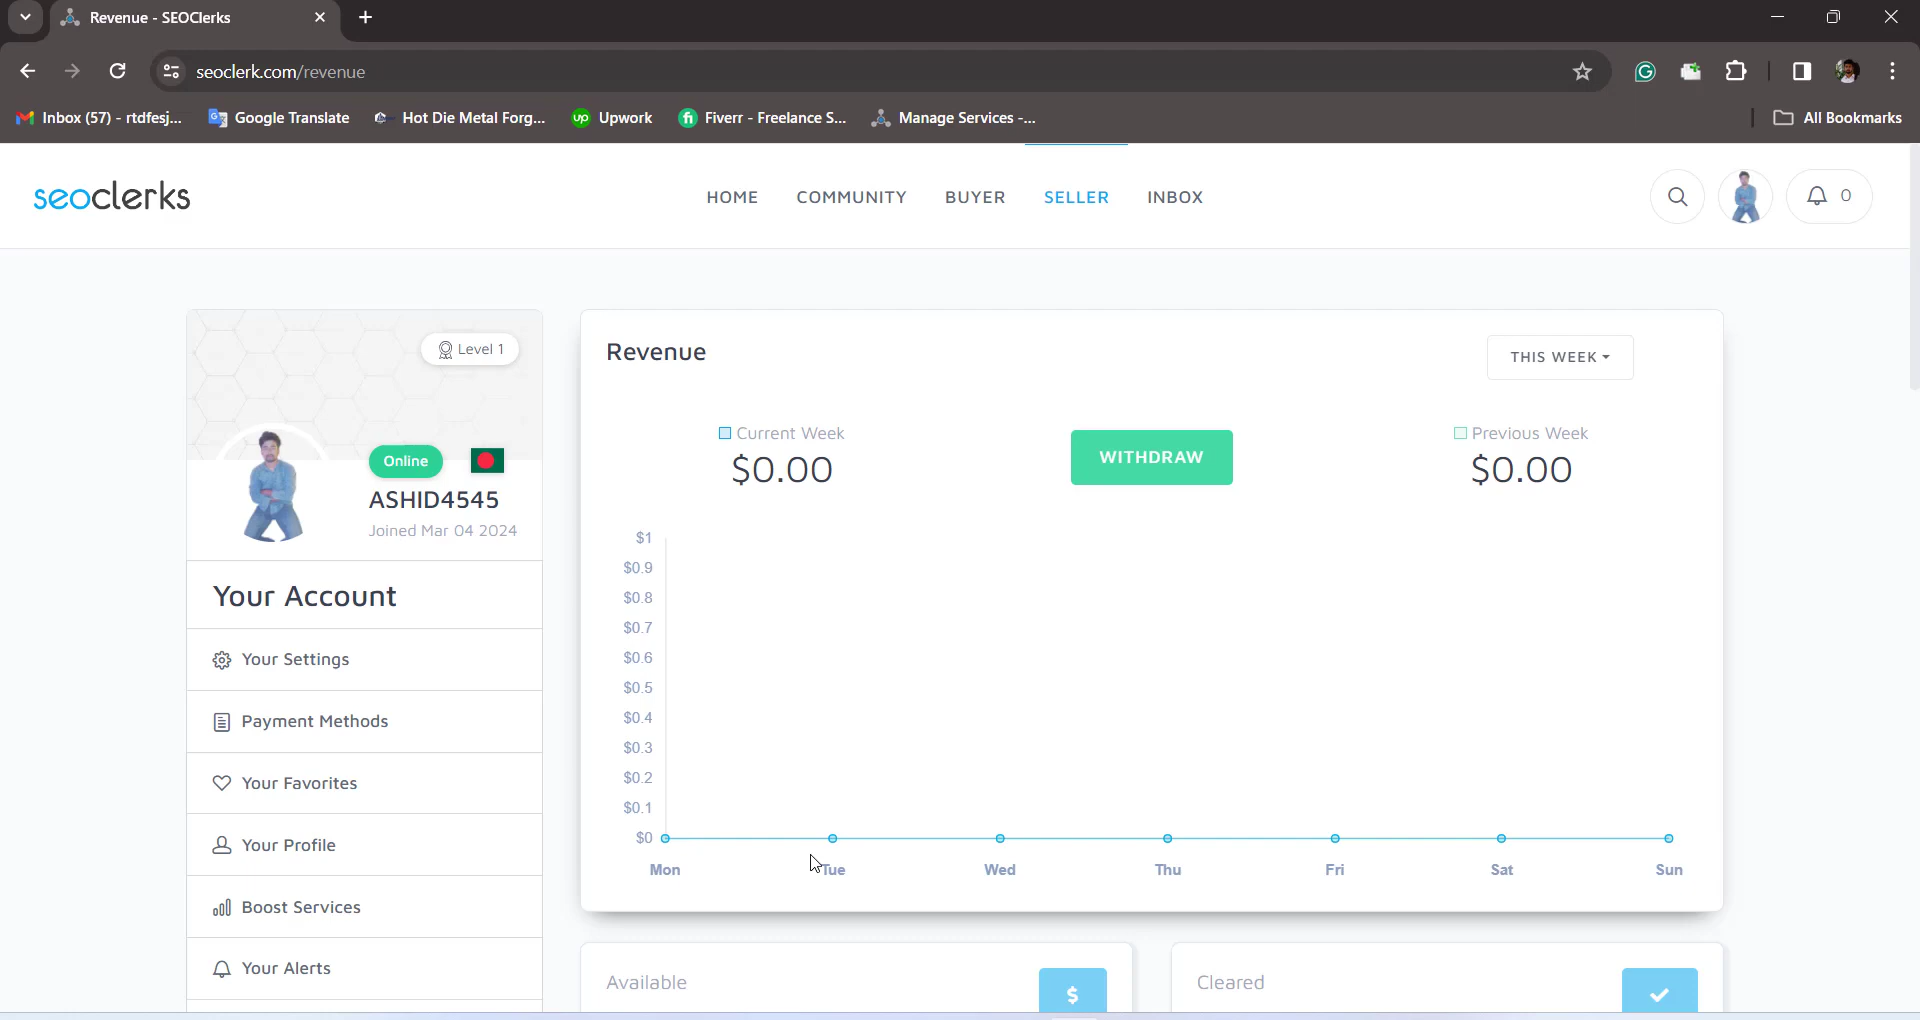 Revenue - SEOClerks
seoclerk.com/revenue
Inbox (57) - rtdfesj... Google Translate Hot Die Metal Forg... up Upwork fi Fiverr - Freelance S... Manage Services -... All Bookmarks
seoclerks HOME COMMUNITY BUYER SELLER INBOX 0
Level 1
Online
ASHID4545
Joined Mar 04 2024
Your Account
Your Settings
Payment Methods
Your Favorites
Your Profile
Boost Services
Your Alerts
Revenue THIS WEEK
Current Week WITHDRAW Previous Week
$0.00 $0.00
$1
$0.9
$0.8
$0.7
$0.6
$0.5
$0.4
$0.3
$0.2
$0.1
$0
Mon Tue Wed Thu Fri Sat Sun
Available $ Cleared